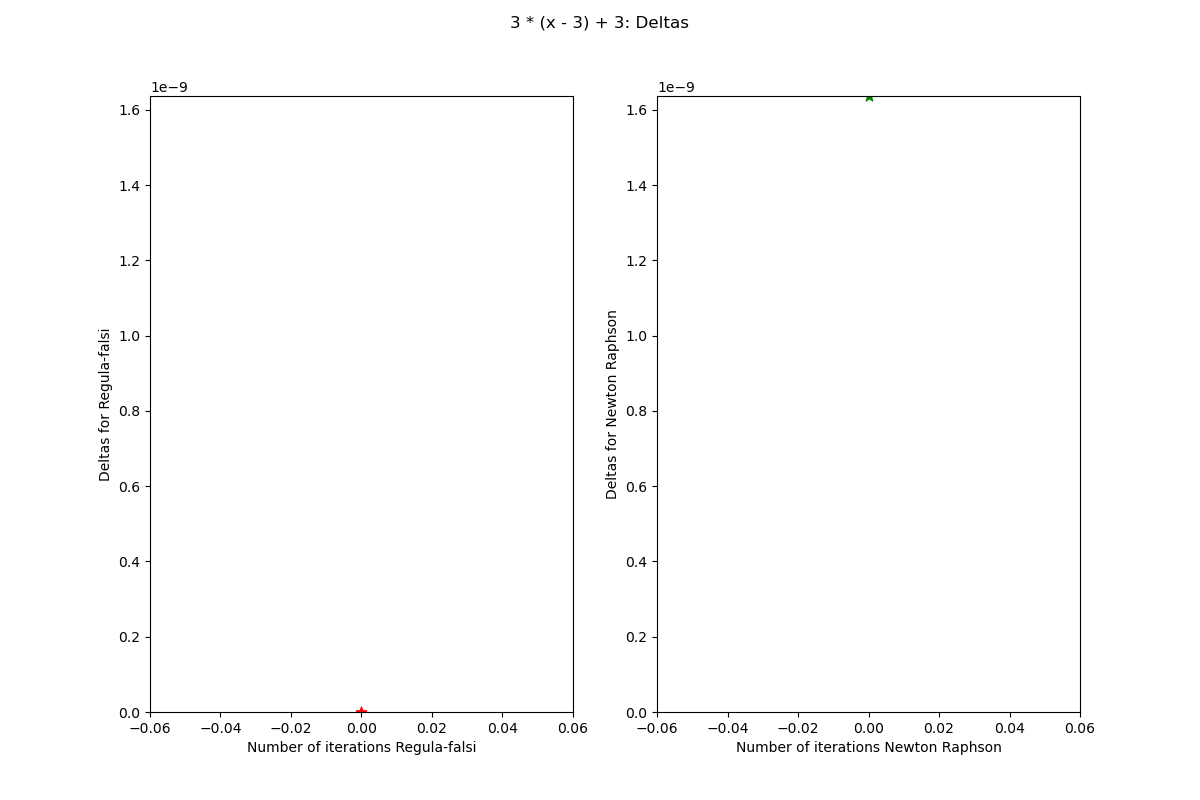 3 * (x - 3) + 3: Deltas
1e−9
1.6
1.4
1.2
1.0
0.8
0.6
0.4
0.2
0.0
Deltas for Regula-falsi
−0.06 −0.04 −0.02 0.00 0.02 0.04 0.06
Number of iterations Regula-falsi
1e−9
1.6
1.4
1.2
1.0
0.8
0.6
0.4
0.2
0.0
Deltas for Newton Raphson
−0.06 −0.04 −0.02 0.00 0.02 0.04 0.06
Number of iterations Newton Raphson